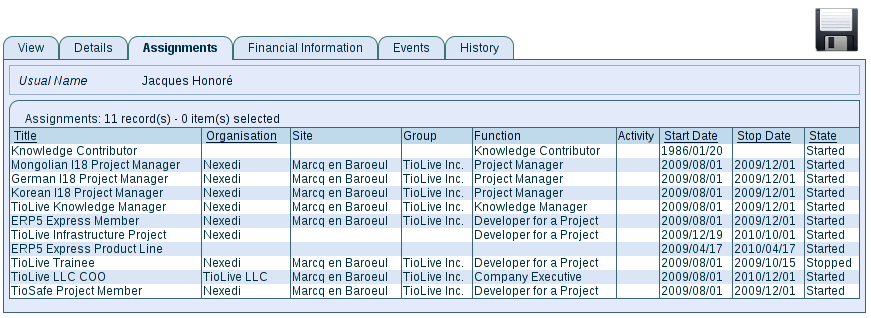 View Details Assignments Financial Information Events History
Usual Name Jacques Honoré
Assignments: 11 record(s) - 0 item(s) selected
Title Organisation Site Group Function Activity Start Date Stop Date State
Knowledge Contributor Knowledge Contributor 1986/01/20 Started
Mongolian I18 Project Manager Nexedi Marcq en Baroeul TioLive Inc. Project Manager 2009/08/01 2009/12/01 Started
German I18 Project Manager Nexedi Marcq en Baroeul TioLive Inc. Project Manager 2009/08/01 2009/12/01 Started
Korean I18 Project Manager Nexedi Marcq en Baroeul TioLive Inc. Project Manager 2009/08/01 2009/12/01 Started
TioLive Knowledge Manager Nexedi Marcq en Baroeul TioLive Inc. Knowledge Manager 2009/08/01 2009/12/01 Started
ERP5 Express Member Nexedi Marcq en Baroeul TioLive Inc. Developer for a Project 2009/08/01 2009/12/01 Started
TioLive Infrastructure Project Nexedi Developer for a Project 2009/12/19 2010/10/01 Started
ERP5 Express Product Line 2009/04/17 2010/04/17 Started
TioLive Trainee Nexedi Marcq en Baroeul TioLive Inc. Developer for a Project 2009/08/01 2009/10/15 Stopped
TioLive LLC COO TioLive LLC Marcq en Baroeul TioLive Inc. Company Executive 2009/08/01 2010/12/01 Started
TioSafe Project Member Nexedi Marcq en Baroeul TioLive Inc. Developer for a Project 2009/08/01 2009/12/01 Started